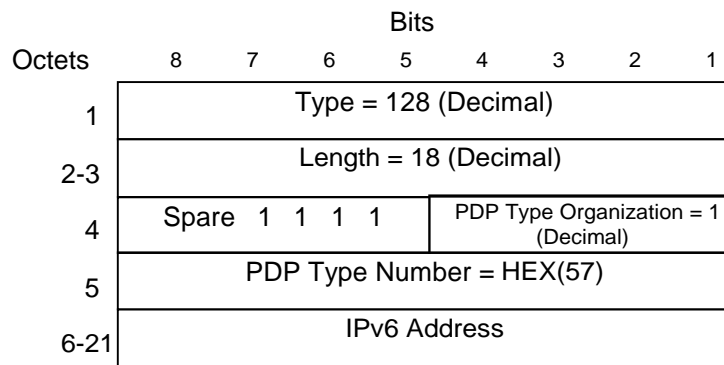 Bits
Octets 8 7 6 5 4 3 2 1
1 Type = 128 (Decimal)
2-3 Length = 18 (Decimal)
4 Spare 1 1 1 1 PDP Type Organization = 1
(Decimal)
5 PDP Type Number = HEX(57)
6-21 IPv6 Address